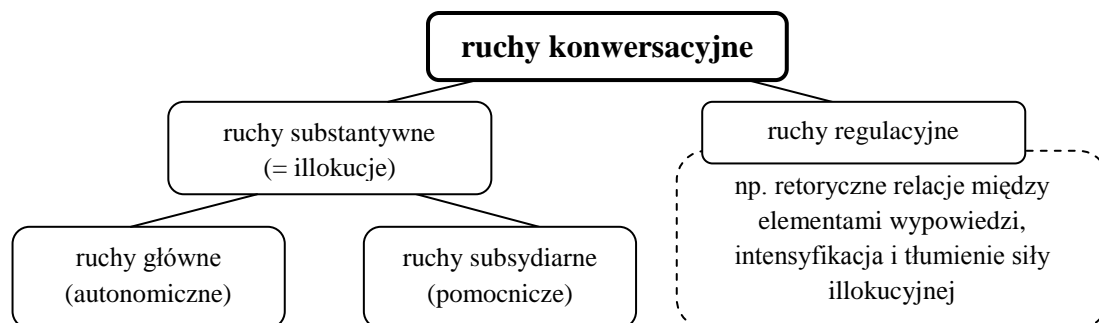 ruchy konwersacyjne
ruchy substantywne
(= illokucje)
ruchy regulacyjne
np. retoryczne relacje między
elementami wypowiedzi,
intensyfikacja i tłumienie siły
illokucyjnej
ruchy główne
(autonomiczne)
ruchy subsydiarne
(pomocnicze)